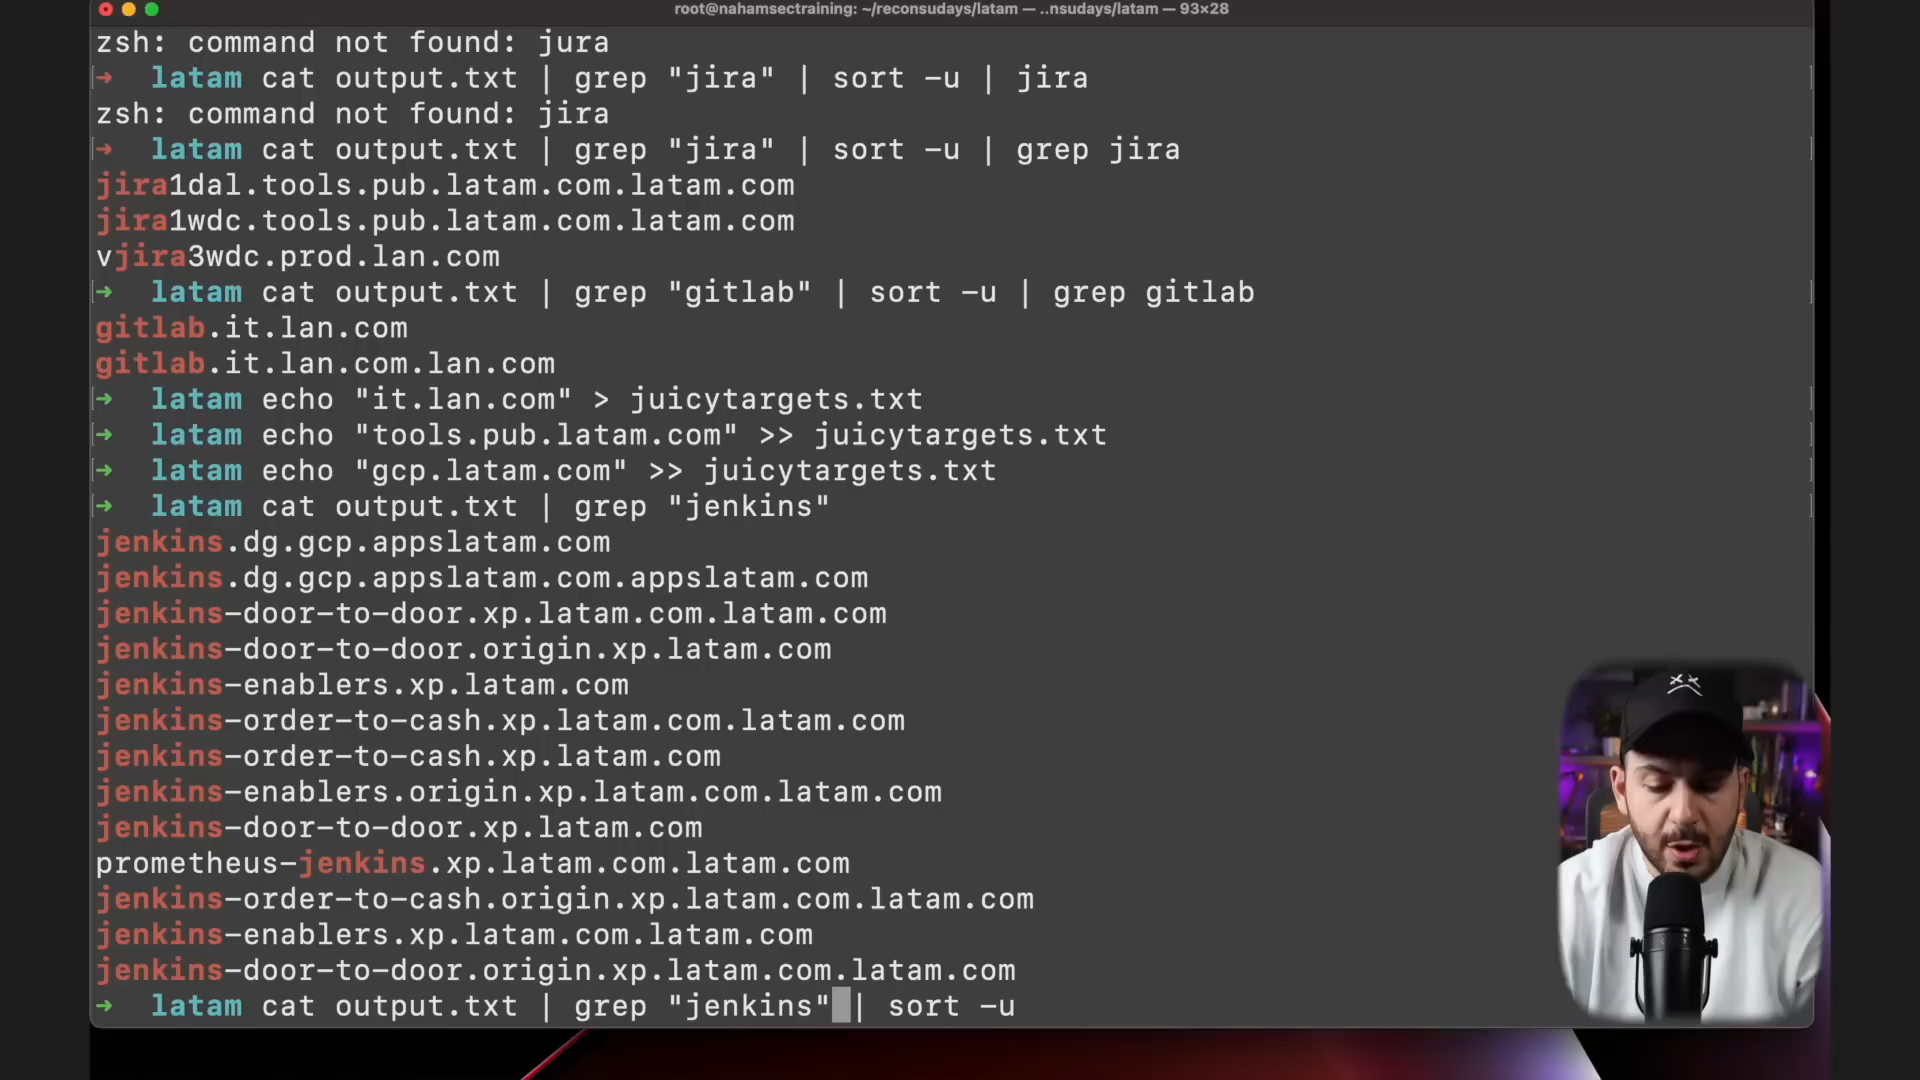 root@nahamsectraining: ~/reconsudays/latam — ..nsudays/latam — 93×28
zsh: command not found: jura
➜ latam cat output.txt | grep "jira" | sort -u | jira
zsh: command not found: jira
➜ latam cat output.txt | grep "jira" | sort -u | grep jira
jira1dal.tools.pub.latam.com.latam.com
jira1wdc.tools.pub.latam.com.latam.com
vjira3wdc.prod.lan.com
➜ latam cat output.txt | grep "gitlab" | sort -u | grep gitlab
gitlab.it.lan.com
gitlab.it.lan.com.lan.com
➜ latam echo "it.lan.com" > juicytargets.txt
➜ latam echo "tools.pub.latam.com" >> juicytargets.txt
➜ latam echo "gcp.latam.com" >> juicytargets.txt
➜ latam cat output.txt | grep "jenkins"
jenkins.dg.gcp.appslatam.com
jenkins.dg.gcp.appslatam.com.appslatam.com
jenkins-door-to-door.xp.latam.com.latam.com
jenkins-door-to-door.origin.xp.latam.com
jenkins-enablers.xp.latam.com
jenkins-order-to-cash.xp.latam.com.latam.com
jenkins-order-to-cash.xp.latam.com
jenkins-enablers.origin.xp.latam.com.latam.com
jenkins-door-to-door.xp.latam.com
prometheus-jenkins.xp.latam.com.latam.com
jenkins-order-to-cash.origin.xp.latam.com.latam.com
jenkins-enablers.xp.latam.com.latam.com
jenkins-door-to-door.origin.xp.latam.com.latam.com
➜ latam cat output.txt | grep "jenkins" | sort -u